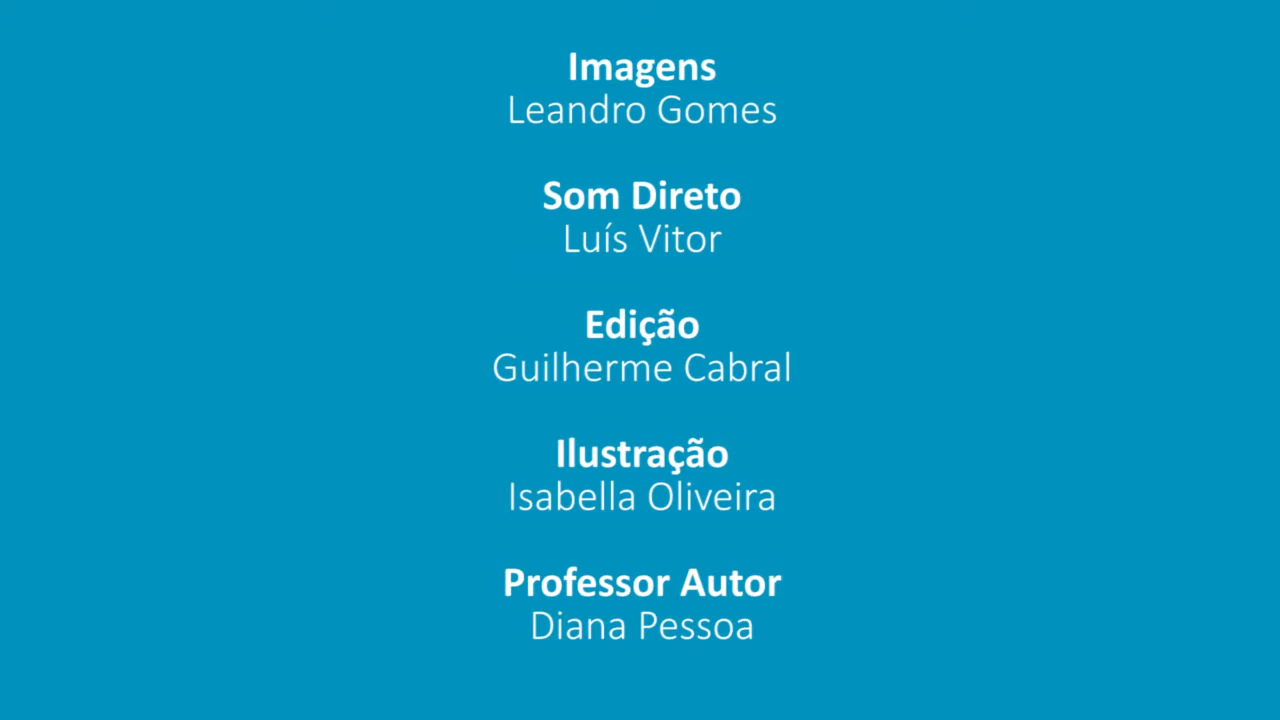 Imagens
Leandro Gomes
Som Direto
Luís Vitor
Edição
Guilherme Cabral
Ilustração
Isabella Oliveira
Professor Autor
Diana Pessoa